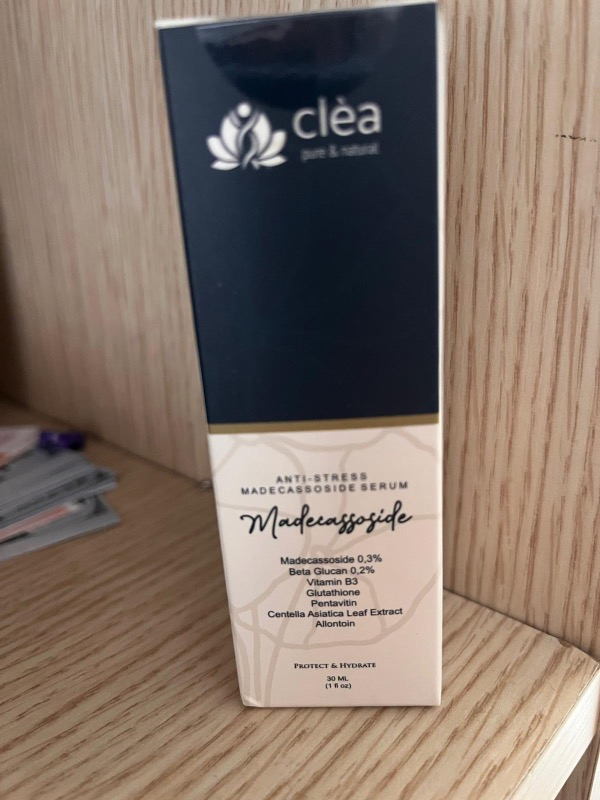 clèa
pure & natural
ANTI-STRESS
MADECASSOSIDE SERUM
Madecassoside
Madecassoside 0,3%
Beta Glucan 0,2%
Vitamin B3
Glutathione
Pentavitin
Centella Asiatica Leaf Extract
Allontoin
PROTECT & HYDRATE
30 ML
(1 fl oz)